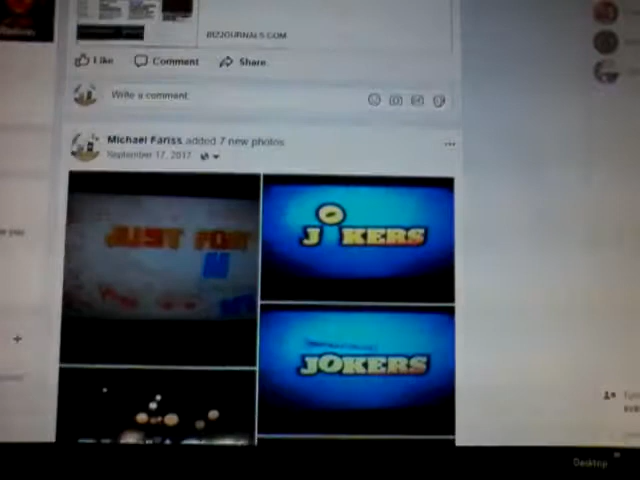 BIZJOURNALS.COM
Like Comment Share
Write a comment
Michael Fariss added 7 new photos
September 17, 2017
JUST FOR
JOKERS
JOKERS
Desktop